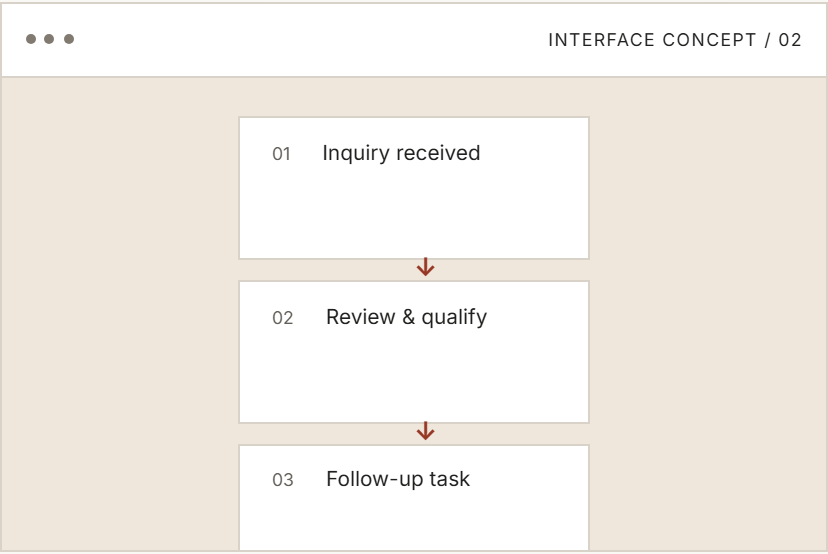 INTERFACE CONCEPT / 02
01 Inquiry received
02 Review & qualify
03 Follow-up task